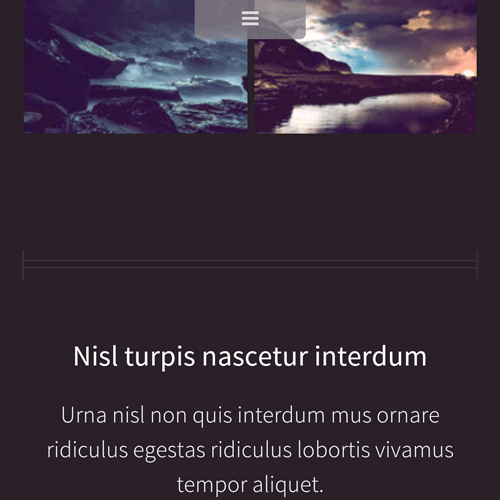 Nisl turpis nascetur interdum
Urna nisl non quis interdum mus ornare
ridiculus egestas ridiculus lobortis vivamus
tempor aliquet.